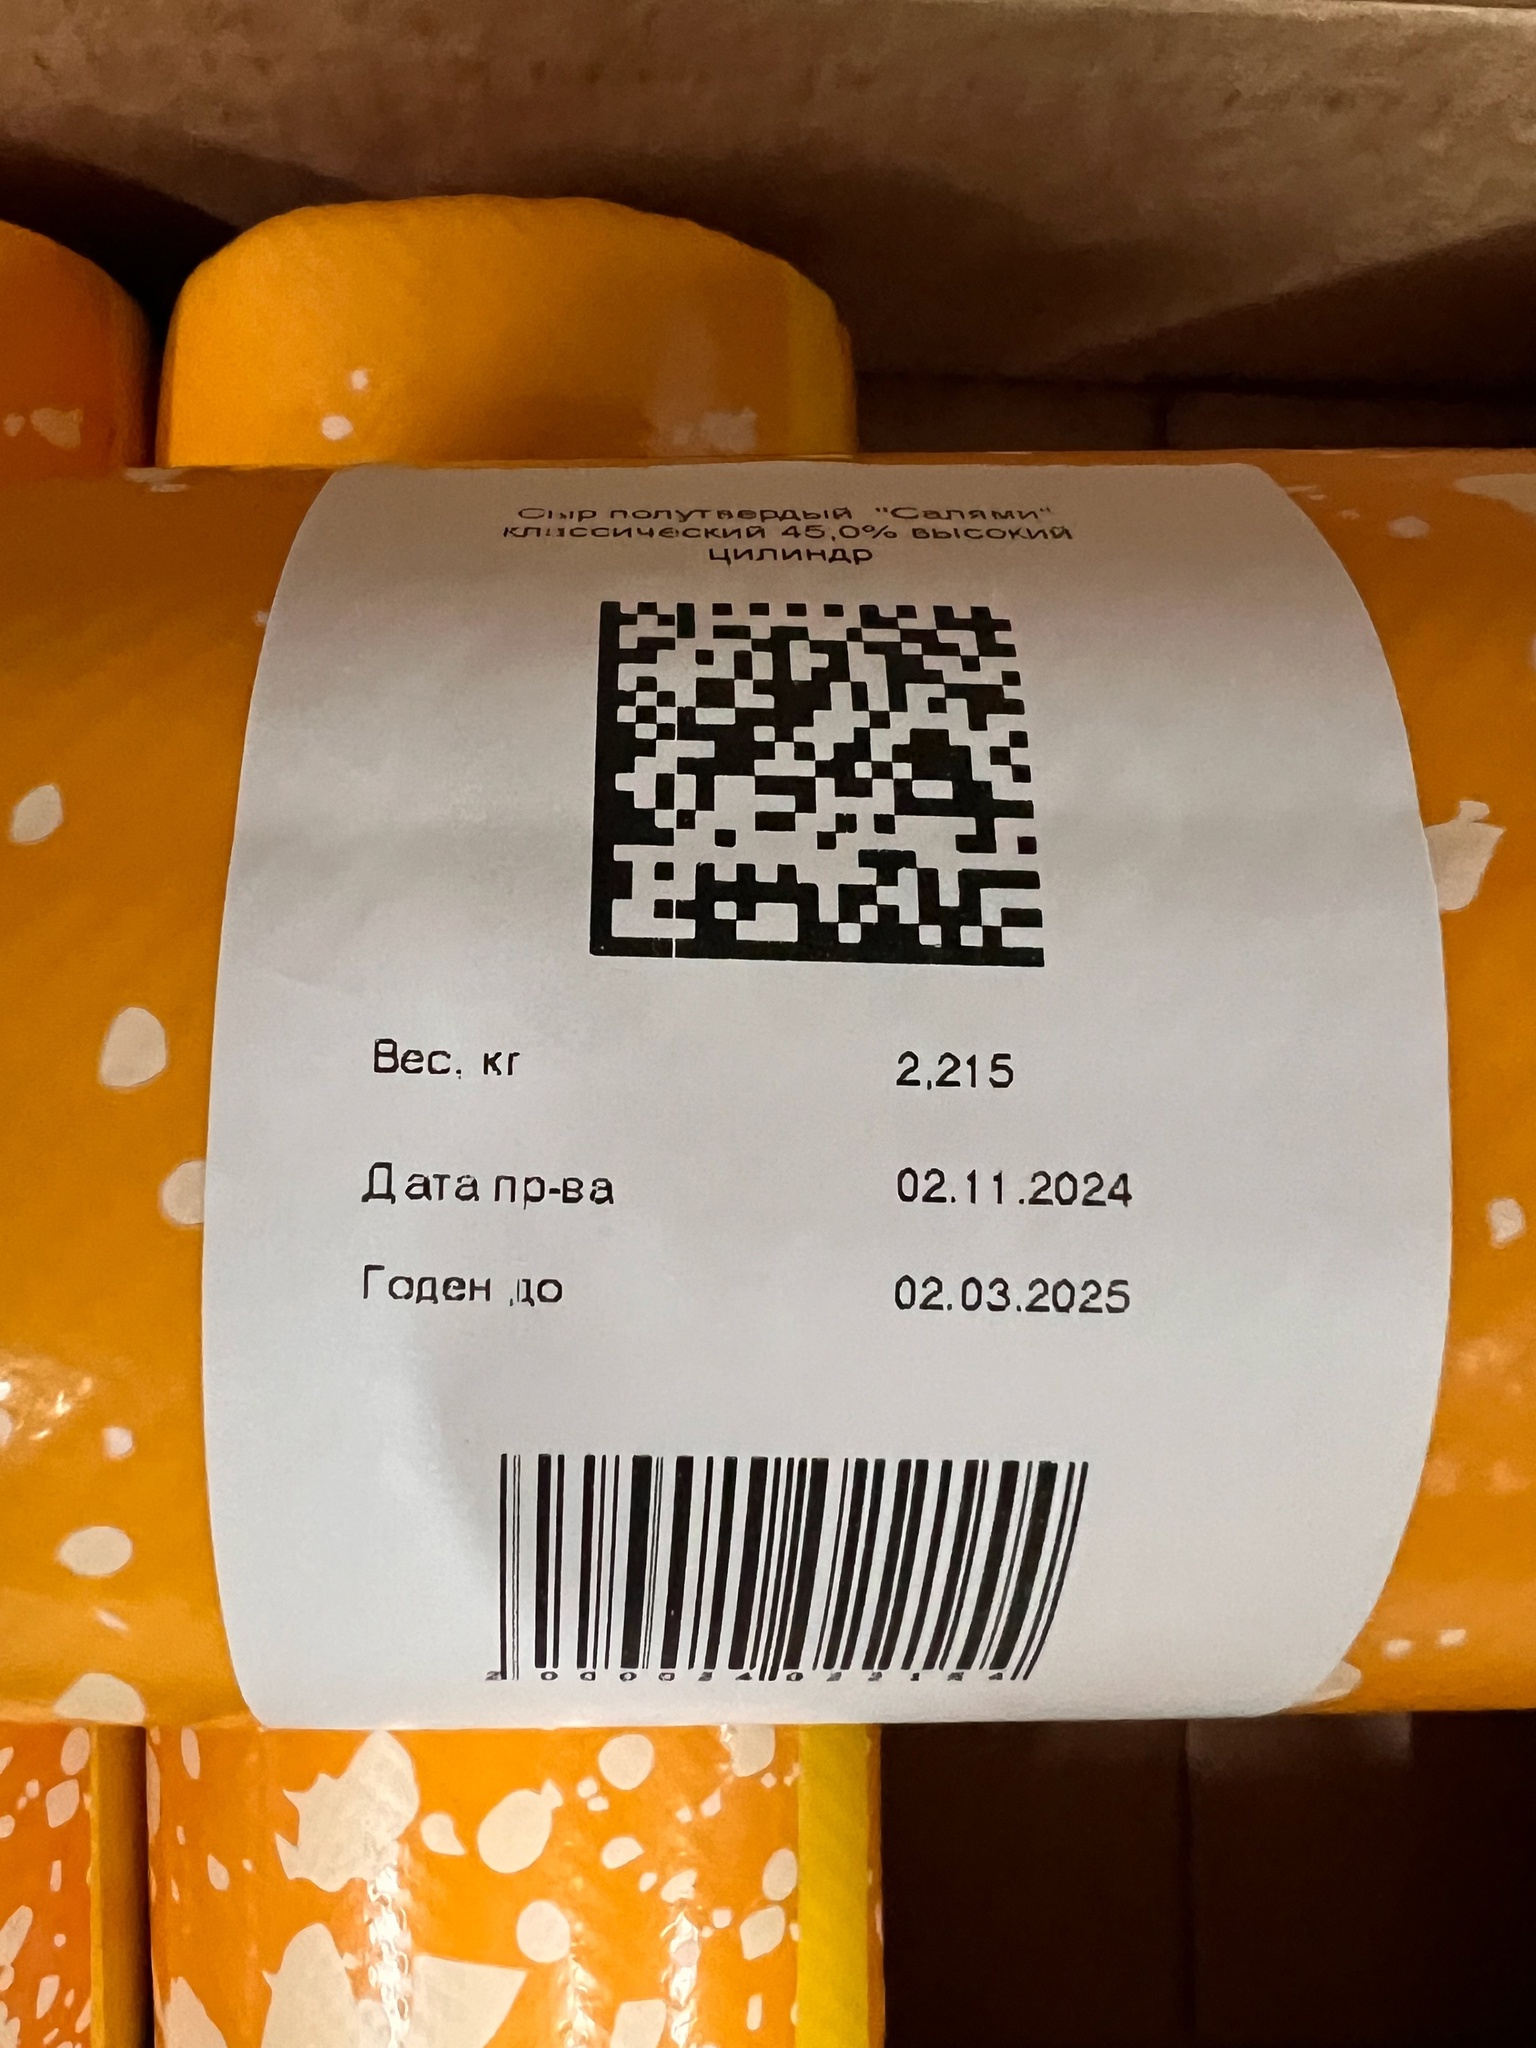 Сыр полутвердый "Салями"
классический 45,0% высокий
цилиндр
Вес, кг 2,215
Дата пр-ва 02.11.2024
Годен до 02.03.2025
2000024022154